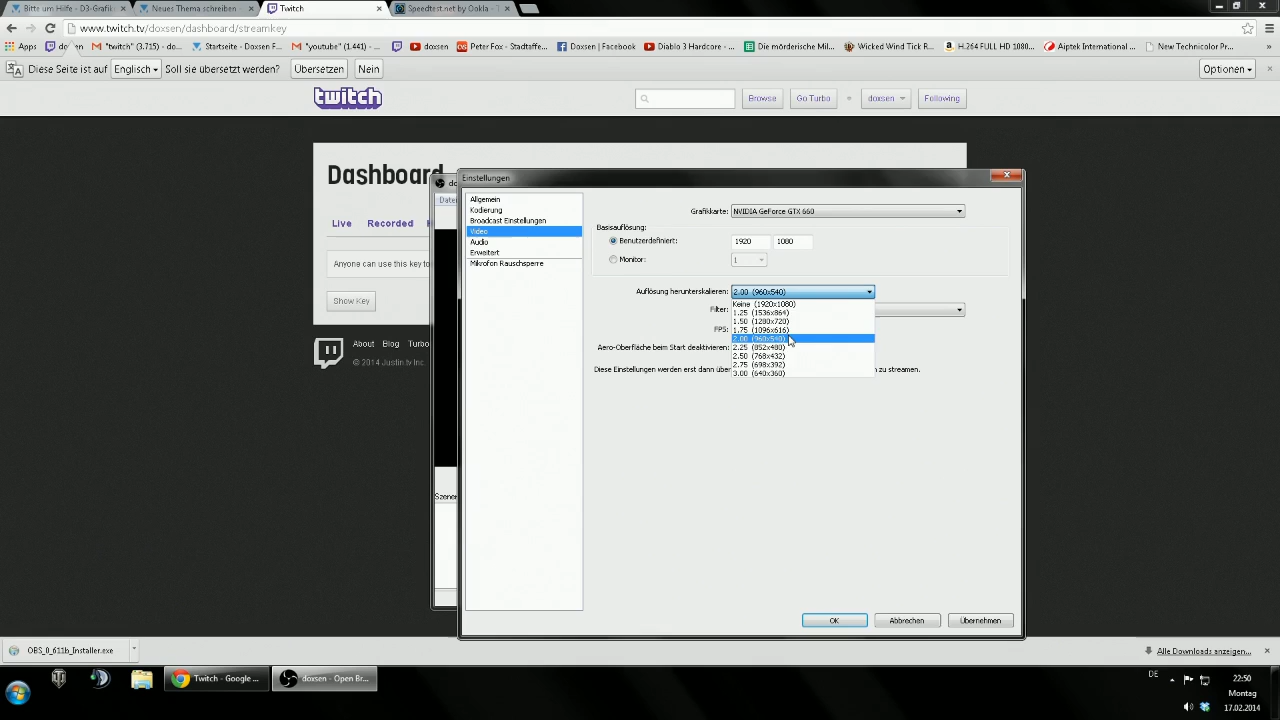 Bitte um Hilfe - D3-Grafik
Neues Thema schreiben -
Twitch
Speedtest.net by Ookla - T
www.twitch.tv/doxsen/dashboard/streamkey
Apps
"twitch" (3.715) - do
Startseite - Doxsen F
"youtube" (1.441) -
doxsen
Peter Fox - Stadtaffe...
Doxsen | Facebook
Diablo 3 Hardcore - ...
Die mörderische Mil...
Wicked Wind Tick R...
H.264 FULL HD 1080...
Aiptek International ...
New Technicolor Pr...
Diese Seite ist auf
Englisch
Soll sie übersetzt werden?
Übersetzen
Nein
Optionen
twitch
Browse
Go Turbo
doxsen
Following
Dashboard
Live
Recorded
Anyone can use this key to
Show Key
About
Blog
Turbo
© 2014 Justin.tv Inc.
Datei
Szenen
Einstellungen
Allgemein
Kodierung
Broadcast Einstellungen
Video
Audio
Erweitert
Mikrofon Rauschsperre
Grafikkarte:
NVIDIA GeForce GTX 660
Basisauflösung:
Benutzerdefiniert:
1920
1080
Monitor:
1
Auflösung herunterskalieren:
2.00 (960x540)
Keine (1920x1080)
1.25 (1536x864)
1.50 (1280x720)
1.75 (1096x616)
2.00 (960x540)
2.25 (852x480)
2.50 (768x432)
2.75 (698x392)
3.00 (640x360)
Filter:
FPS:
Aero-Oberfläche beim Start deaktivieren:
Diese Einstellungen werden erst dann über
n zu streamen.
OK
Abbrechen
Übernehmen
OBS_0_611b_Installer.exe
Alle Downloads anzeigen...
Twitch - Google ...
doxsen - Open Br...
DE
22:50
Montag
17.02.2014